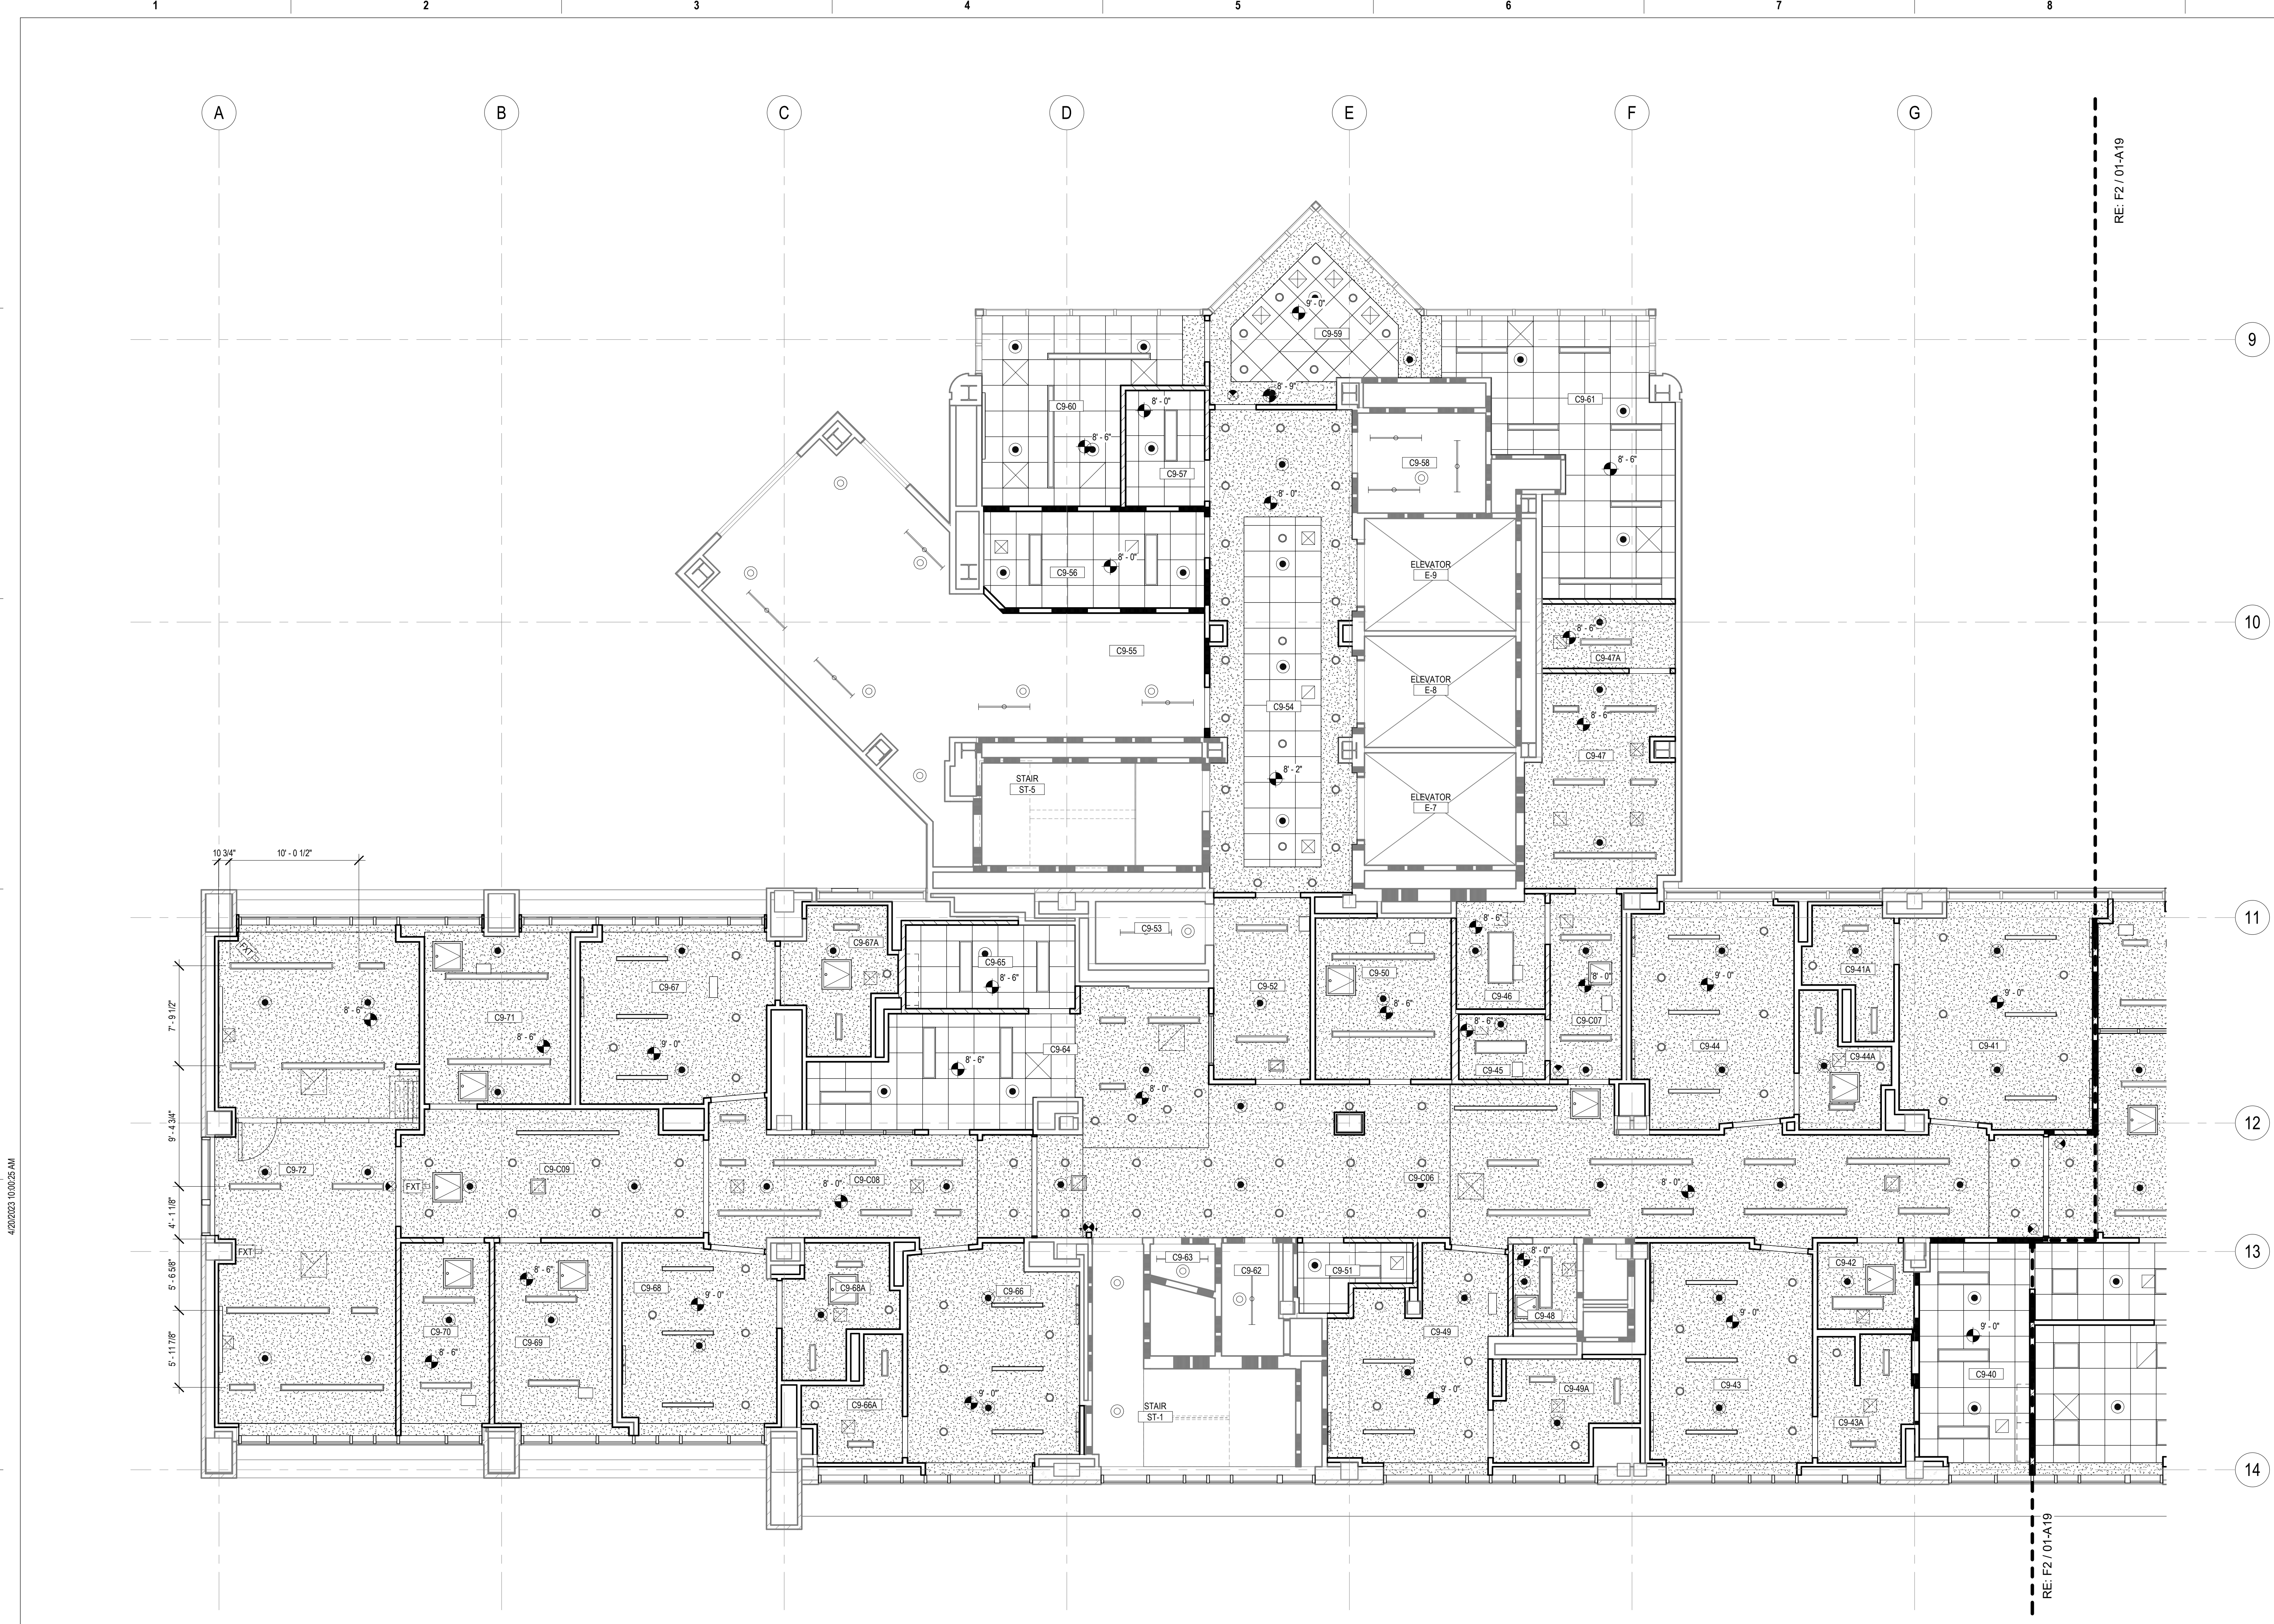 1 2 3 4 5 6 7 8
A B C D E F G
RE: F2 / 01-A19
9' - 0"
C9-59
9
8' - 9"
C9-60
8' - 0"
C9-61
8' - 6"
C9-57
C9-58
8' - 6"
8' - 0"
8' - 0"
C9-56
ELEVATOR
E-9
10
8' - 6"
C9-55
C9-47A
ELEVATOR
E-8
C9-54
8' - 6"
C9-47
8' - 2"
STAIR
ST-5
ELEVATOR
E-7
10 3/4"
10' - 0 1/2"
11
FXT
C9-67A
C9-53
8' - 6"
C9-65
C9-50
C9-41A
8' - 6"
C9-67
C9-52
8' - 0"
9' - 0"
C9-46
9' - 0"
7' - 9 1/2"
8' - 6"
C9-71
8' - 6"
C9-C07
8' - 6"
8' - 6"
9' - 0"
C9-64
C9-44
C9-41
8' - 6"
C9-44A
C9-45
8' - 0"
9' - 4 3/4"
12
C9-72
C9-C09
C9-C08
C9-C06
FXT
8' - 0"
8' - 0"
4' - 1 1/8"
4/20/2023 10:00:25 AM
13
FXT
C9-63
8' - 0"
8' - 6"
C9-62
C9-51
C9-42
5' - 6 5/8"
C9-68
C9-68A
C9-66
9' - 0"
C9-48
9' - 0"
9' - 0"
C9-70
C9-69
C9-49
5' - 11 7/8"
8' - 6"
C9-40
C9-43
C9-49A
9' - 0"
9' - 0"
C9-66A
STAIR
ST-1
C9-43A
14
RE: F2 / 01-A19